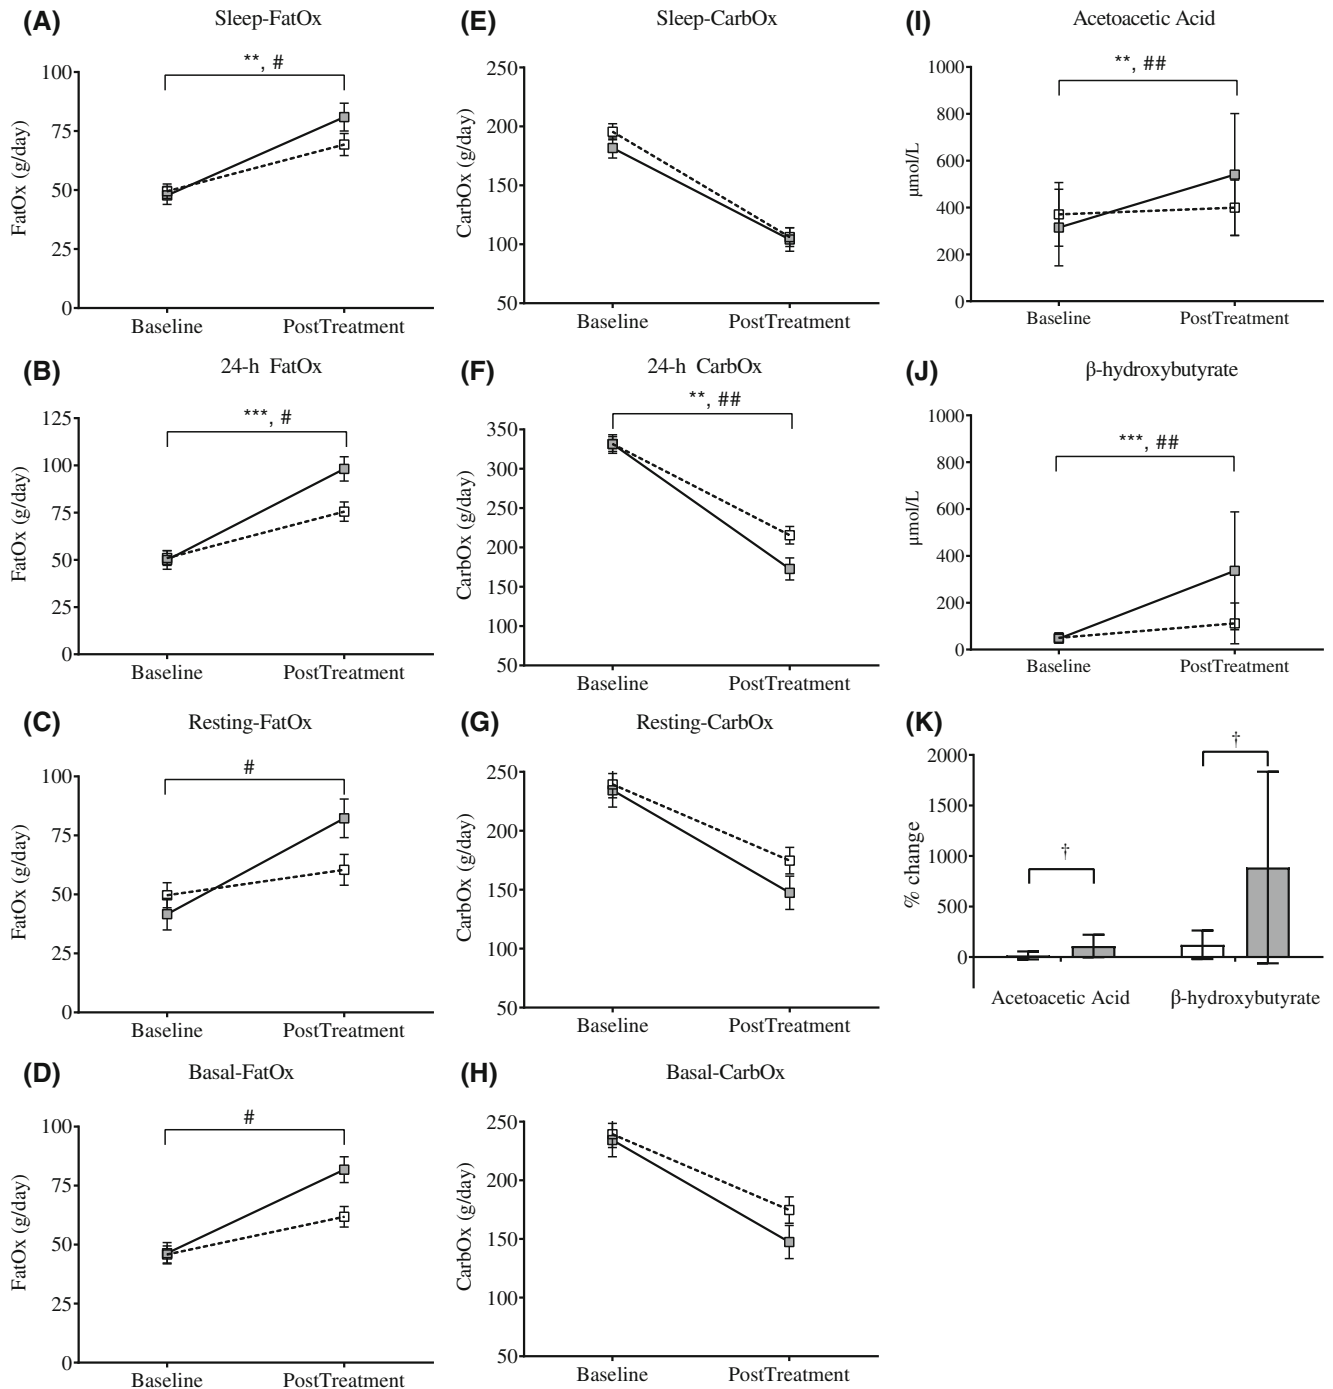 (A) Sleep-FatOx
**, #
FatOx (g/day)
100
75
50
25
0
Baseline PostTreatment
(B) 24-h FatOx
***, #
FatOx (g/day)
125
100
75
50
25
0
Baseline PostTreatment
(C) Resting-FatOx
#
FatOx (g/day)
100
75
50
25
0
Baseline PostTreatment
(D) Basal-FatOx
#
FatOx (g/day)
100
75
50
25
0
Baseline PostTreatment
(E) Sleep-CarbOx
CarbOx (g/day)
250
200
150
100
50
Baseline PostTreatment
(F) 24-h CarbOx
**, ##
CarbOx (g/day)
350
300
250
200
150
100
50
Baseline PostTreatment
(G) Resting-CarbOx
CarbOx (g/day)
250
200
150
100
50
Baseline PostTreatment
(H) Basal-CarbOx
CarbOx (g/day)
250
200
150
100
50
Baseline PostTreatment
(I) Acetoacetic Acid
**, ##
µmol/L
1000
800
600
400
200
0
Baseline PostTreatment
(J) β-hydroxybutyrate
***, ##
µmol/L
1000
800
600
400
200
0
Baseline PostTreatment
(K)
† †
% change
2000
1500
1000
500
0
Acetoacetic Acid β-hydroxybutyrate